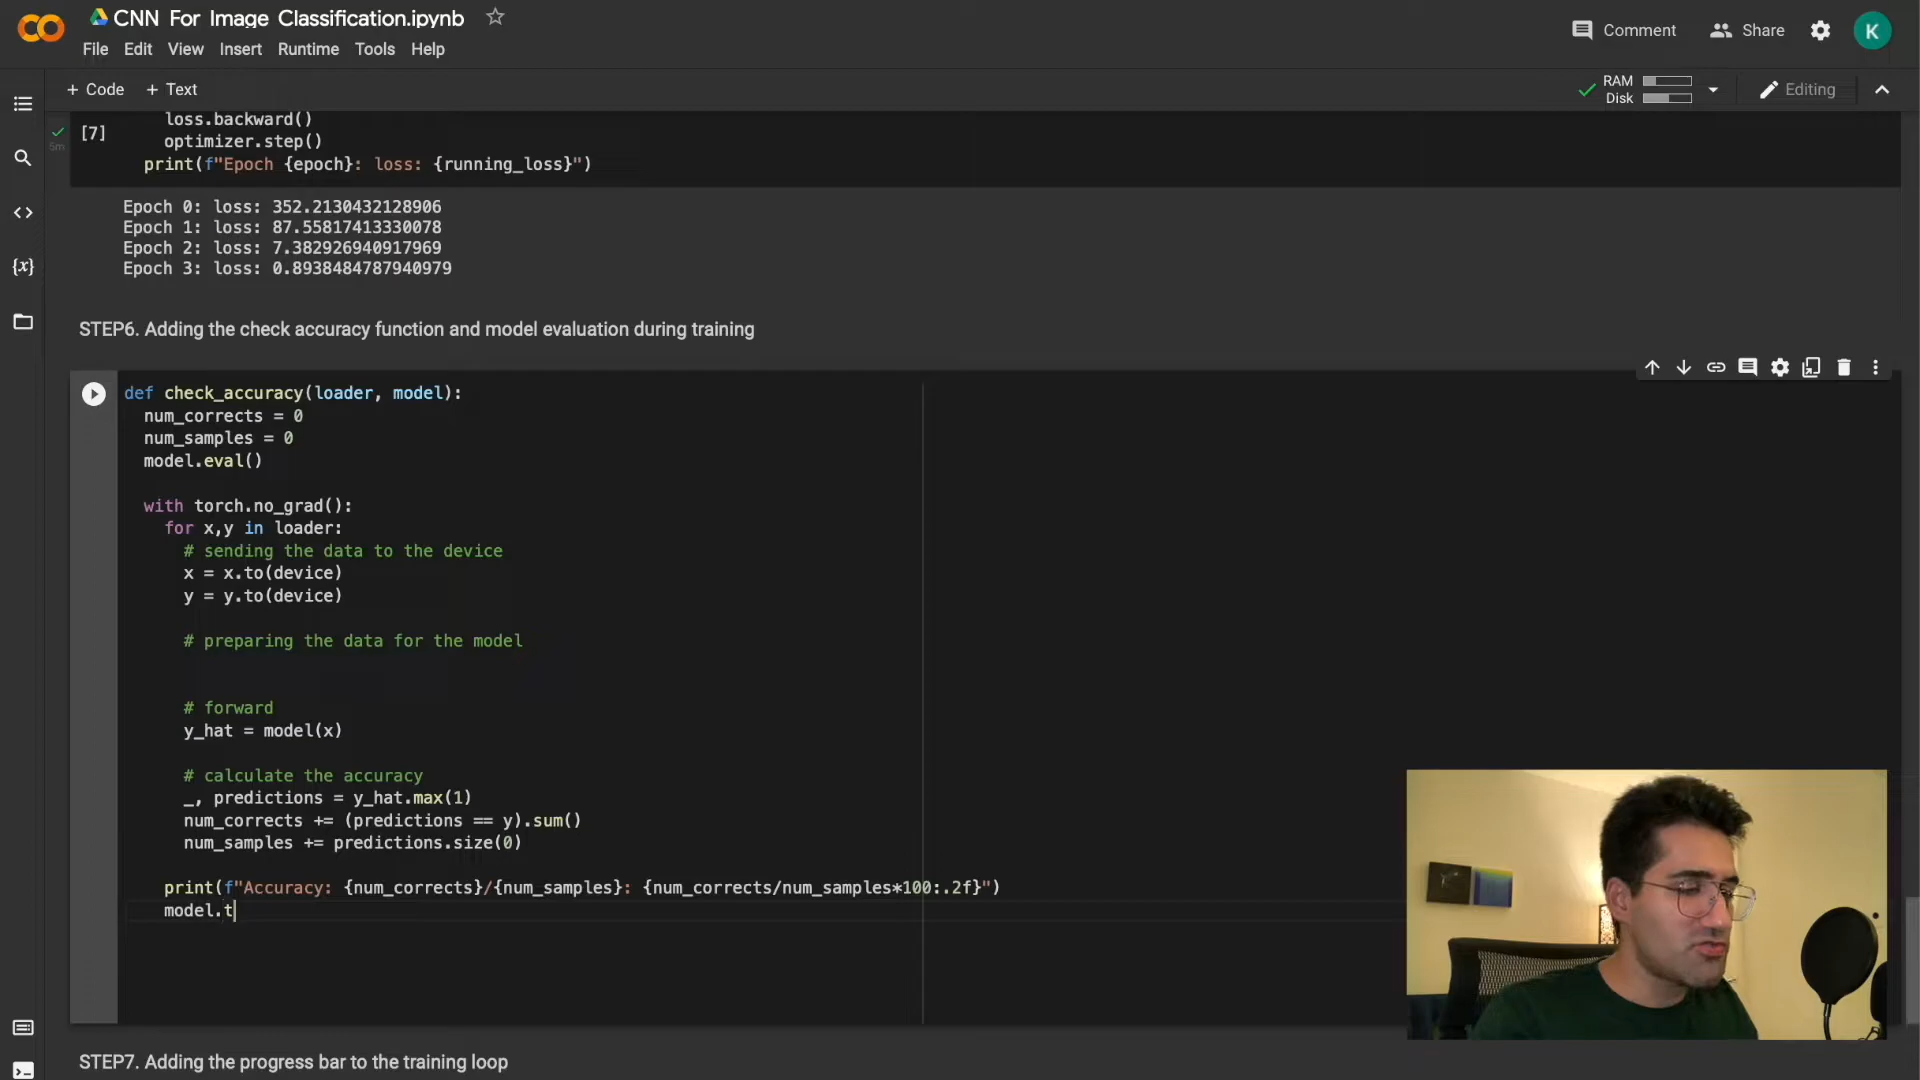 CNN For Image Classification.ipynb
File Edit View Insert Runtime Tools Help
Comment Share K
+ Code + Text
RAM
Disk
Editing
loss.backward()
[7]
6m
optimizer.step()
print(f"Epoch {epoch}: loss: {running_loss}")
Epoch 0: loss: 352.2130432128906
Epoch 1: loss: 87.55817413330078
Epoch 2: loss: 7.382926940917969
Epoch 3: loss: 0.8938484787940979
STEP6. Adding the check accuracy function and model evaluation during training
def check_accuracy(loader, model):
num_corrects = 0
num_samples = 0
model.eval()
with torch.no_grad():
for x,y in loader:
# sending the data to the device
x = x.to(device)
y = y.to(device)
# preparing the data for the model
# forward
y_hat = model(x)
# calculate the accuracy
_, predictions = y_hat.max(1)
num_corrects += (predictions == y).sum()
num_samples += predictions.size(0)
print(f"Accuracy: {num_corrects}/{num_samples}: {num_corrects/num_samples*100:.2f}")
model.t
STEP7. Adding the progress bar to the training loop